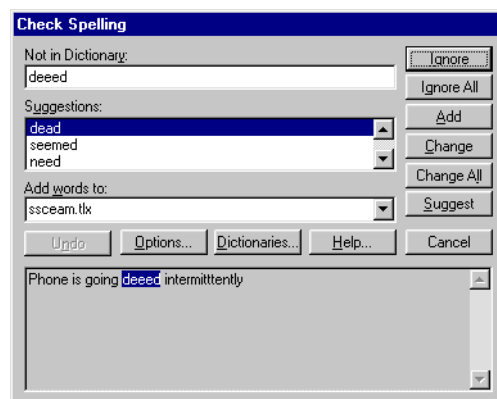 Check Spelling
Not in Dictionary:
deeed
Suggestions:
dead
seemed
need
Add words to:
ssceam.tlx
Undo Options... Dictionaries... Help...
Ignore
Ignore All
Add
Change
Change All
Suggest
Cancel
Phone is going deeed intermitttently